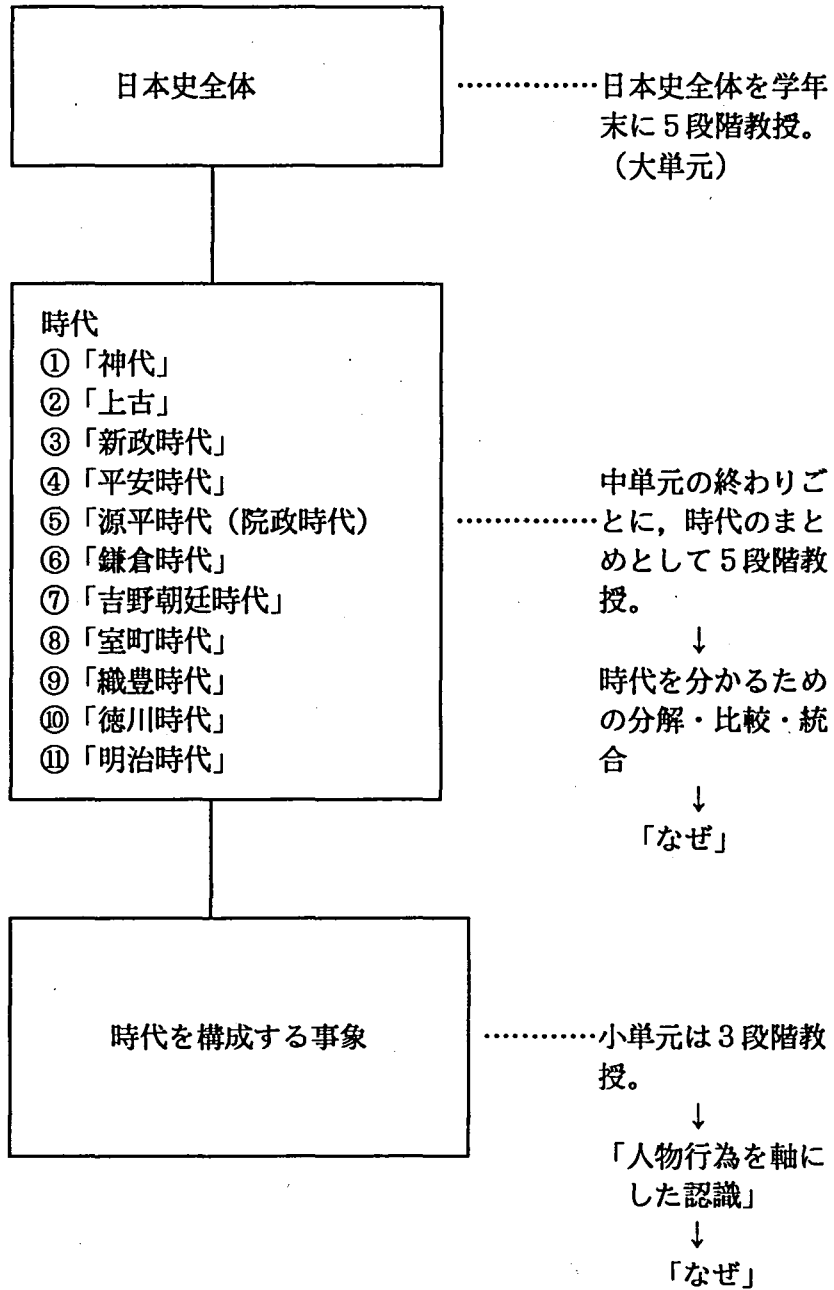 日本史全体
……………日本史全体を学年
末に5段階教授。
（大単元）
時代
①「神代」
②「上古」
③「新政時代」
④「平安時代」
⑤「源平時代（院政時代）
⑥「鎌倉時代」
⑦「吉野朝廷時代」
⑧「室町時代」
⑨「織豊時代」
⑩「徳川時代」
⑪「明治時代」
中単元の終わりご
……………とに，時代のまと
めとして5段階教
授。
↓
時代を分かるため
の分解・比較・統
合
↓
「なぜ」
時代を構成する事象
…………小単元は3段階教
授。
↓
「人物行為を軸に
した認識」
↓
「なぜ」